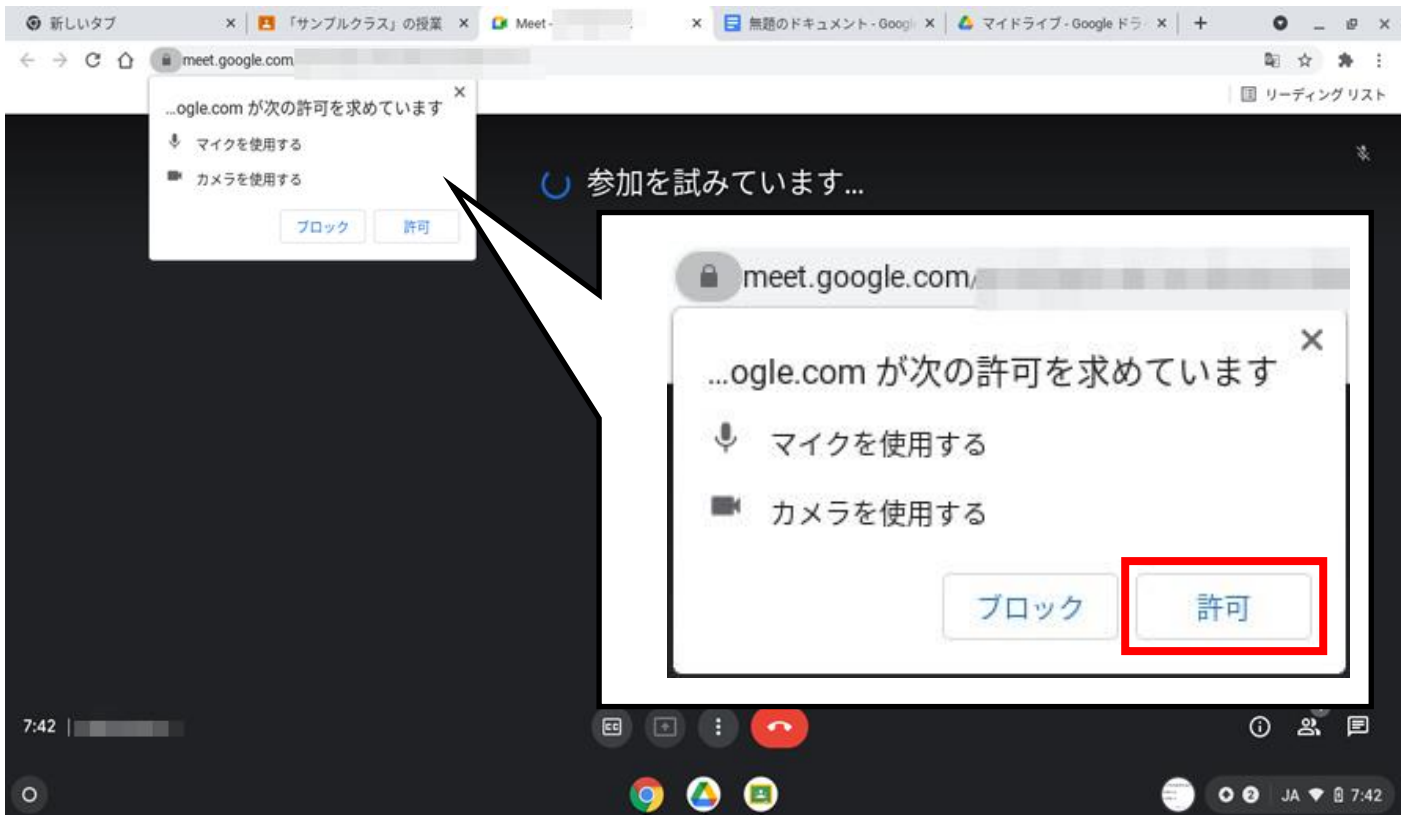 新しいタブ
「サンプルクラス」の授業
Meet -
無題のドキュメント - Googl
マイドライブ - Google ドラ
meet.google.com
リーディング リスト
...ogle.com が次の許可を求めています
マイクを使用する
カメラを使用する
ブロック 許可
参加を試みています...
meet.google.com/
...ogle.com が次の許可を求めています
マイクを使用する
カメラを使用する
ブロック 許可
7:42 |
CC
2 JA 7:42